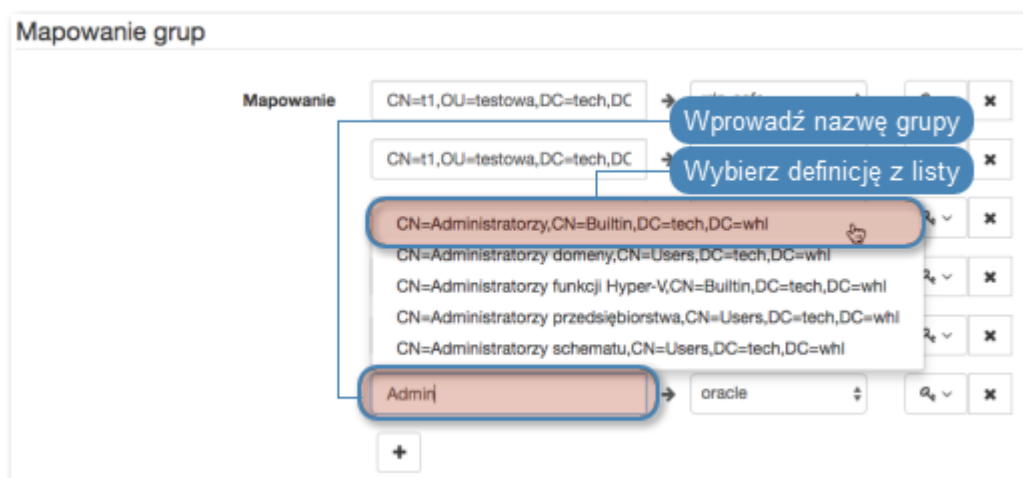 Mapowanie grup
Mapowanie
CN=t1,OU=testowa,DC=tech,DC
Wprowadź nazwę grupy
CN=t1,OU=testowa,DC=tech,DC
Wybierz definicję z listy
CN=Administratorzy,CN=Builtin,DC=tech,DC=whl
CN=Administratorzy domeny,CN=Users,DC=tech,DC=whl
CN=Administratorzy funkcji Hyper-V,CN=Builtin,DC=tech,DC=whl
CN=Administratorzy przedsiębiorstwa,CN=Users,DC=tech,DC=whl
CN=Administratorzy schematu,CN=Users,DC=tech,DC=whl
Admin
oracle